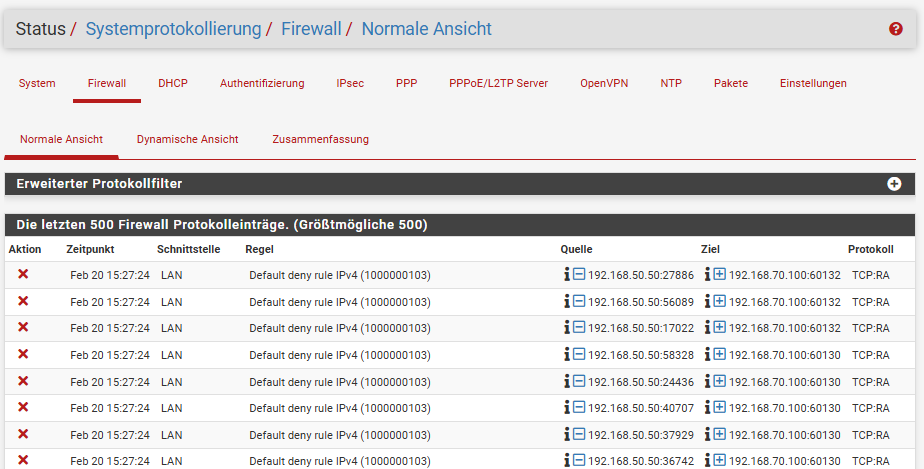 Status / Systemprotokollierung / Firewall / Normale Ansicht
System Firewall DHCP Authentifizierung IPsec PPP PPPoE/L2TP Server OpenVPN NTP Pakete Einstellungen
Normale Ansicht Dynamische Ansicht Zusammenfassung
Erweiterter Protokollfilter
Die letzten 500 Firewall Protokolleinträge. (Größtmögliche 500)
Aktion Zeitpunkt Schnittstelle Regel Quelle Ziel Protokoll
Feb 20 15:27:24 LAN Default deny rule IPv4 (1000000103) 192.168.50.50:27886 192.168.70.100:60132 TCP:RA
Feb 20 15:27:24 LAN Default deny rule IPv4 (1000000103) 192.168.50.50:56089 192.168.70.100:60132 TCP:RA
Feb 20 15:27:24 LAN Default deny rule IPv4 (1000000103) 192.168.50.50:17022 192.168.70.100:60132 TCP:RA
Feb 20 15:27:24 LAN Default deny rule IPv4 (1000000103) 192.168.50.50:58328 192.168.70.100:60130 TCP:RA
Feb 20 15:27:24 LAN Default deny rule IPv4 (1000000103) 192.168.50.50:24436 192.168.70.100:60130 TCP:RA
Feb 20 15:27:24 LAN Default deny rule IPv4 (1000000103) 192.168.50.50:40707 192.168.70.100:60130 TCP:RA
Feb 20 15:27:24 LAN Default deny rule IPv4 (1000000103) 192.168.50.50:37929 192.168.70.100:60130 TCP:RA
Feb 20 15:27:24 LAN Default deny rule IPv4 (1000000103) 192.168.50.50:36742 192.168.70.100:60130 TCP:RA